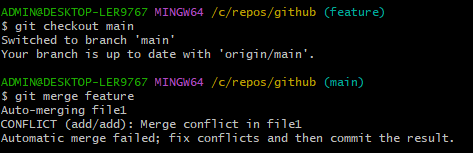 ADMIN@DESKTOP-LER9767 MINGW64 /c/repos/github (feature)
$ git checkout main
Switched to branch 'main'
Your branch is up to date with 'origin/main'.
ADMIN@DESKTOP-LER9767 MINGW64 /c/repos/github (main)
$ git merge feature
Auto-merging file1
CONFLICT (add/add): Merge conflict in file1
Automatic merge failed; fix conflicts and then commit the result.